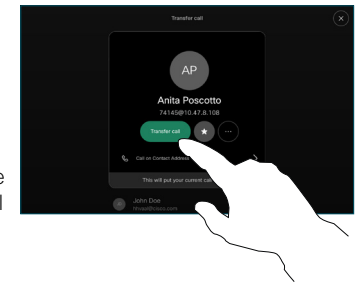 Transfer call
AP
Anita Poscotto
74145@10.47.8.108
Transfer call
Call on Contact Address
This will put your current
John Doe